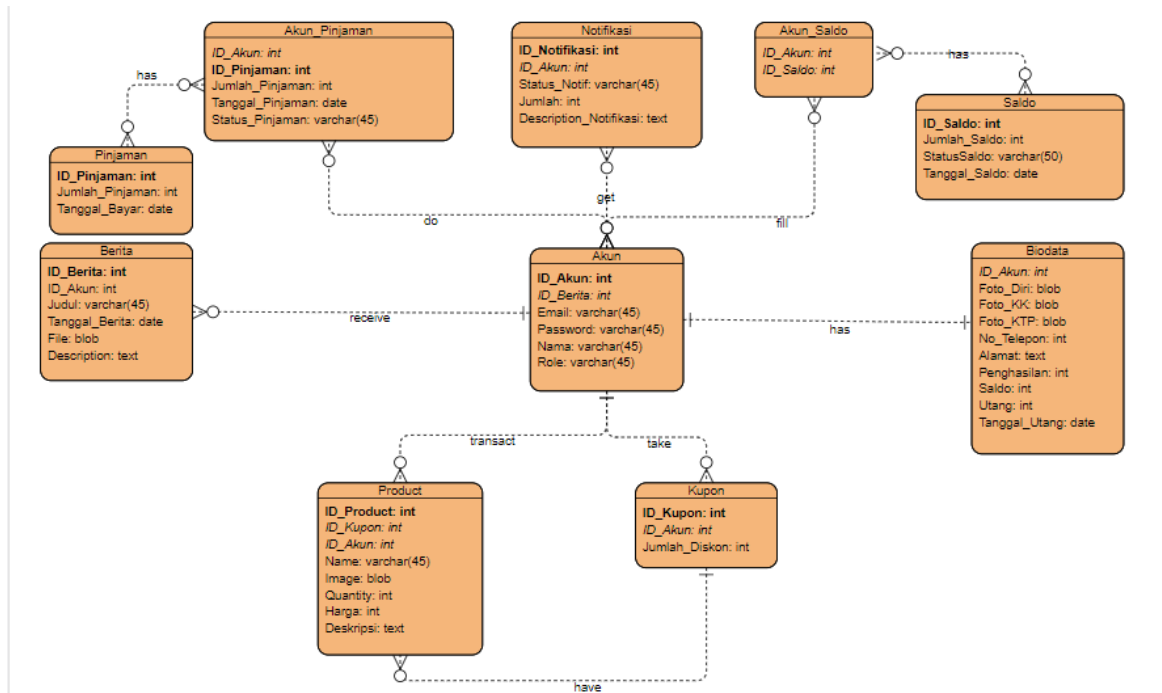 Akun_Pinjaman
ID_Akun: int
ID_Pinjaman: int
Jumlah_Pinjaman: int
Tanggal_Pinjaman: date
Status_Pinjaman: varchar(45)
Notifikasi
ID_Notifikasi: int
ID_Akun: int
Status_Notif: varchar(45)
Jumlah: int
Description_Notifikasi: text
Akun_Saldo
ID_Akun: int
ID_Saldo: int
has
has
Saldo
ID_Saldo: int
Jumlah_Saldo: int
StatusSaldo: varchar(50)
Tanggal_Saldo: date
Pinjaman
ID_Pinjaman: int
Jumlah_Pinjaman: int
Tanggal_Bayar: date
do
get
fill
Berita
ID_Berita: int
ID_Akun: int
Judul: varchar(45)
Tanggal_Berita: date
File: blob
Description: text
receive
Akun
ID_Akun: int
ID_Berita: int
Email: varchar(45)
Password: varchar(45)
Nama: varchar(45)
Role: varchar(45)
has
Biodata
ID_Akun: int
Foto_Diri: blob
Foto_KK: blob
Foto_KTP: blob
No_Telepon: int
Alamat: text
Penghasilan: int
Saldo: int
Utang: int
Tanggal_Utang: date
transact
take
Product
ID_Product: int
ID_Kupon: int
ID_Akun: int
Name: varchar(45)
Image: blob
Quantity: int
Harga: int
Deskripsi: text
Kupon
ID_Kupon: int
ID_Akun: int
Jumlah_Diskon: int
have